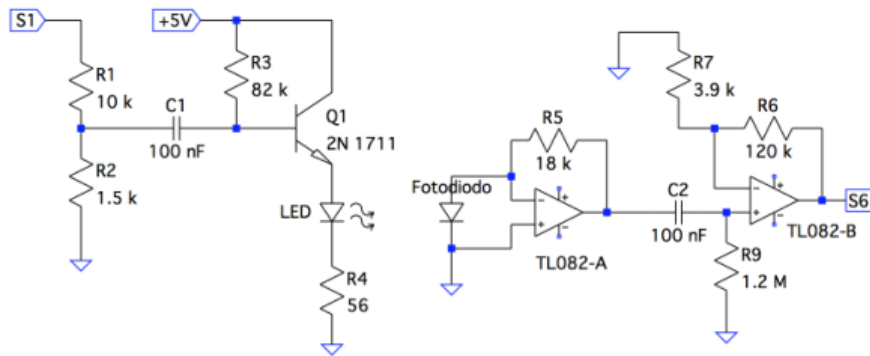 S1
+5V
R1
10 k
R2
1.5 k
C1
100 nF
R3
82 k
Q1
2N 1711
LED
R4
56
Fotodiodo
R5
18 k
-
+
+
-
TL082-A
C2
100 nF
R7
3.9 k
R6
120 k
-
+
+
-
TL082-B
R9
1.2 M
S6